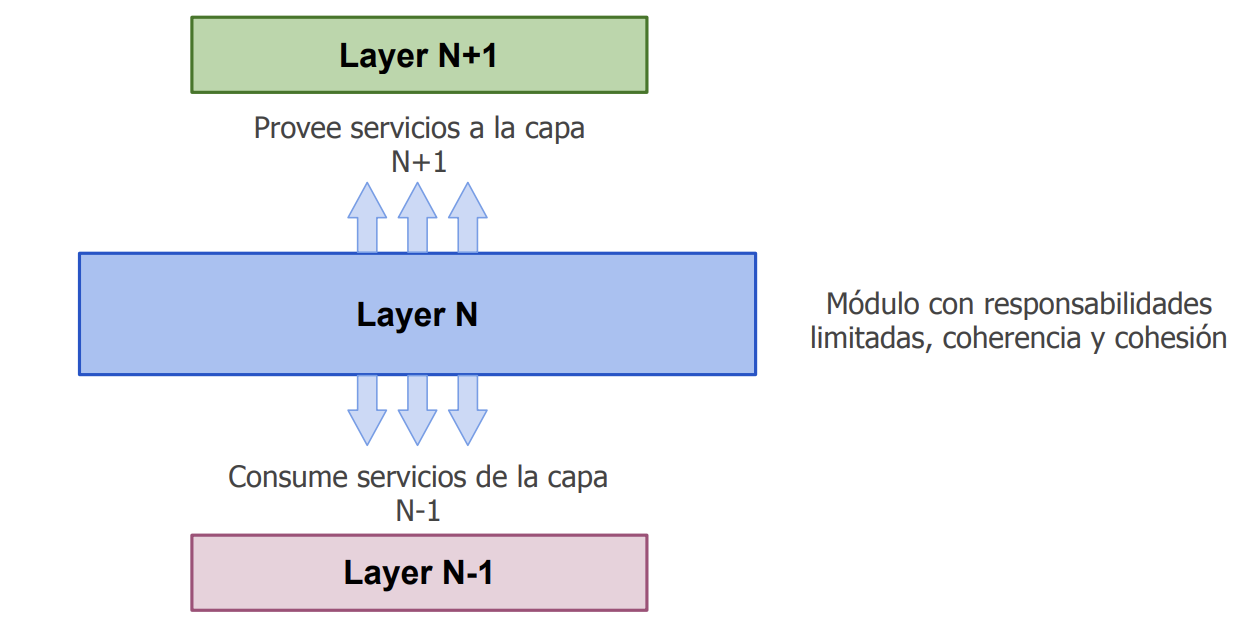 Layer N+1
Provee servicios a la capa
N+1
Layer N
Módulo con responsabilidades
limitadas, coherencia y cohesión
Consume servicios de la capa
N-1
Layer N-1